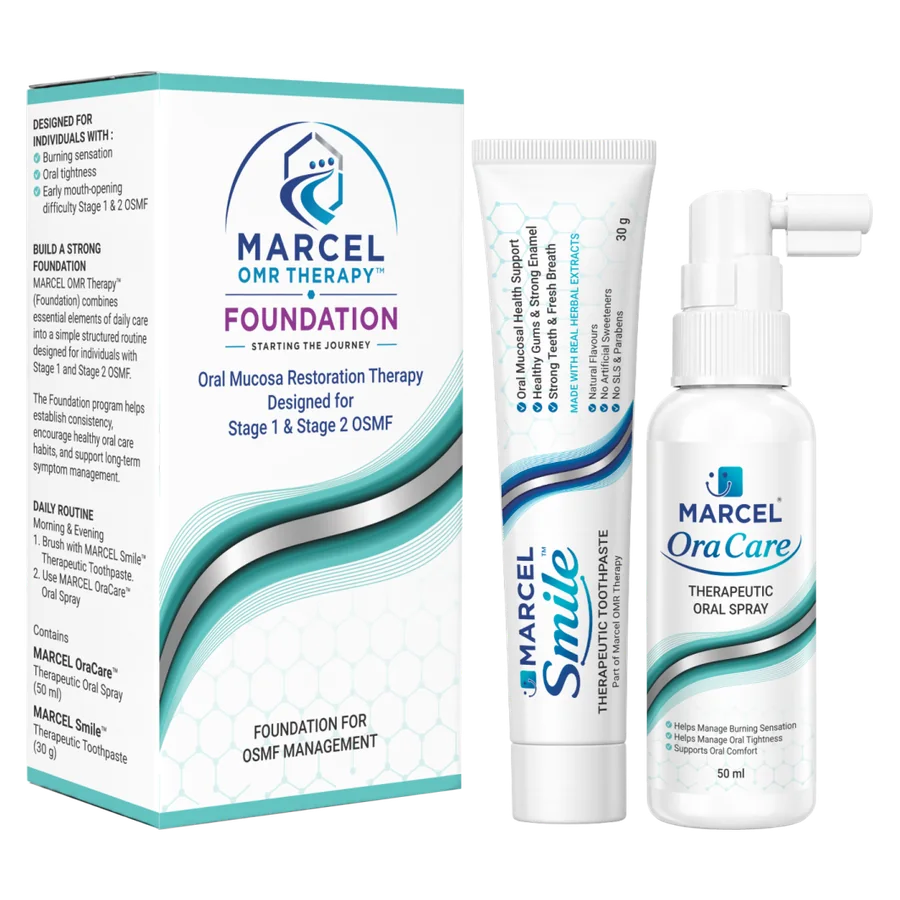 DESIGNED FOR
INDIVIDUALS WITH :
Burning sensation
Oral tightness
Early mouth-opening
difficulty Stage 1 & 2 OSMF
BUILD A STRONG
FOUNDATION
MARCEL OMR Therapy™
(Foundation) combines
essential elements of daily care
into a simple structured routine
designed for individuals with
Stage 1 and Stage 2 OSMF.
The Foundation program helps
establish consistency,
encourage healthy oral care
habits, and support long-term
symptom management.
DAILY ROUTINE
Morning & Evening
1. Brush with MARCEL Smile™
Therapeutic Toothpaste.
2. Use MARCEL OraCare™
Oral Spray
Contains
MARCEL OraCare™
Therapeutic Oral Spray
(50 ml)
MARCEL Smile™
Therapeutic Toothpaste
(30 g)
MARCEL
OMR THERAPY™
FOUNDATION
STARTING THE JOURNEY
Oral Mucosa Restoration Therapy
Designed for
Stage 1 & Stage 2 OSMF
FOUNDATION FOR
OSMF MANAGEMENT
MARCEL
Smile™
THERAPEUTIC TOOTHPASTE
Part of Marcel OMR Therapy
Oral Mucosal Health Support
Healthy Gums & Strong Enamel
Strong Teeth & Fresh Breath
MADE WITH REAL HERBAL EXTRACTS
Natural Flavours
No Artificial Sweeteners
No SLS & Parabens
30 g
MARCEL®
OraCare
THERAPEUTIC
ORAL SPRAY
Helps Manage Burning Sensation
Helps Manage Oral Tightness
Supports Oral Comfort
50 ml